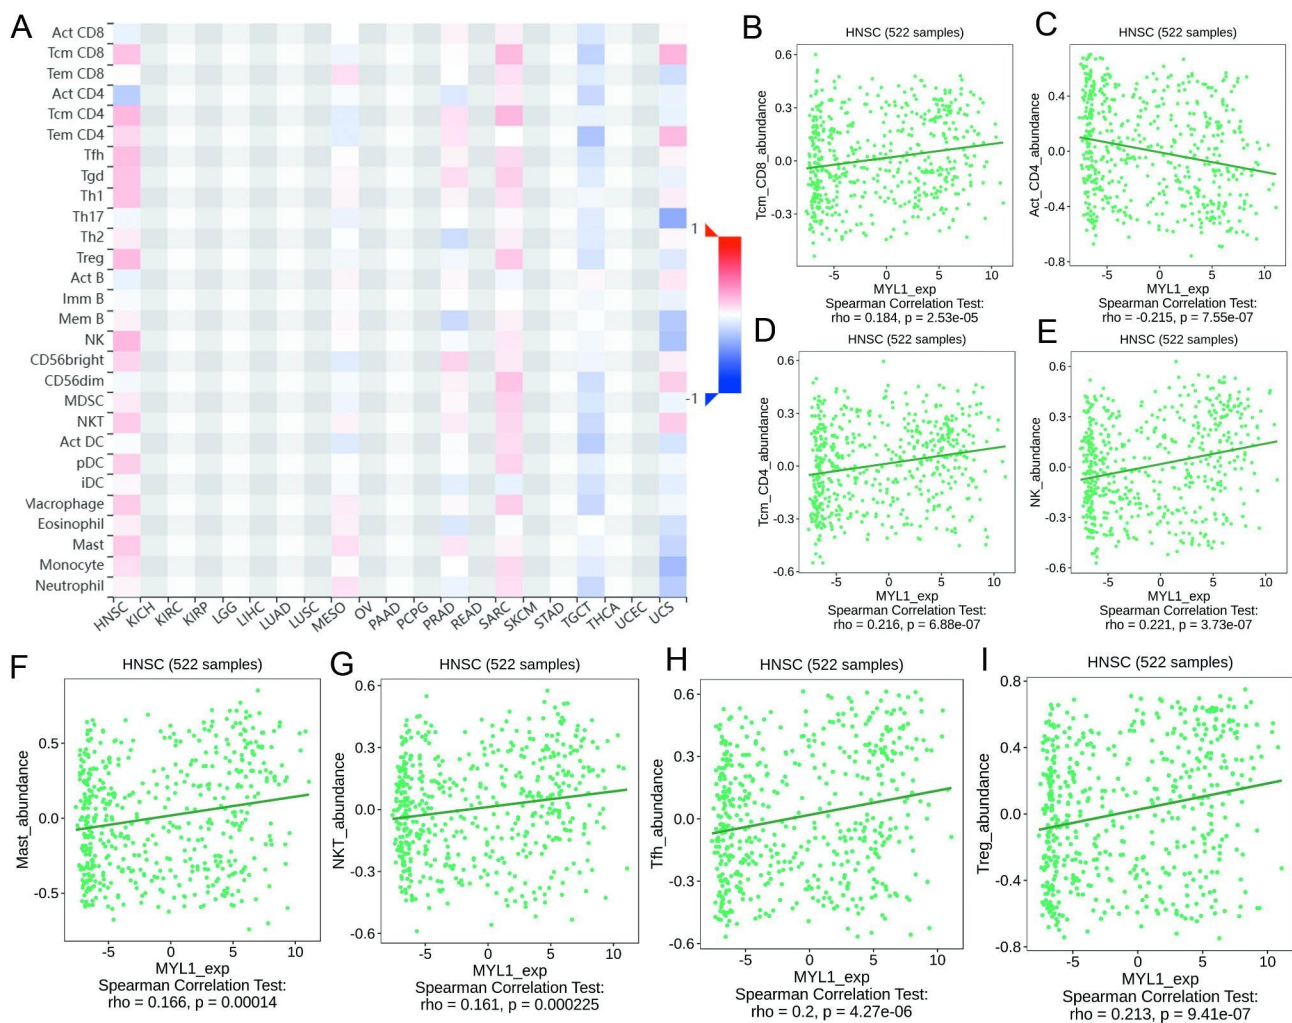 A
Act CD8
Tcm CD8
Tem CD8
Act CD4
Tcm CD4
Tem CD4
Tfh
Tgd
Th1
Th17
Th2
Treg
Act B
Imm B
Mem B
NK
CD56bright
CD56dim
MDSC
NKT
Act DC
pDC
iDC
Macrophage
Eosinophil
Mast
Monocyte
Neutrophil
HNSC KICH KIRC KIRP LGG LIHC LUAD LUSC MESO OV PAAD PCPG PRAD READ SARC SKCM STAD TGCT THCA UCEC UCS
1
-1
B
HNSC (522 samples)
Tcm_CD8_abundance
0.6
0.3
0.0
-0.3
-5 0 5 10
MYL1_exp
Spearman Correlation Test:
rho = 0.184, p = 2.53e-05
C
HNSC (522 samples)
Act_CD4_abundance
0.4
0.0
-0.4
-0.8
-5 0 5 10
MYL1_exp
Spearman Correlation Test:
rho = -0.215, p = 7.55e-07
D
HNSC (522 samples)
Tcm_CD4_abundance
0.6
0.3
0.0
-0.3
-0.6
-5 0 5 10
MYL1_exp
Spearman Correlation Test:
rho = 0.216, p = 6.88e-07
E
HNSC (522 samples)
NK_abundance
0.6
0.3
0.0
-0.3
-0.6
-5 0 5 10
MYL1_exp
Spearman Correlation Test:
rho = 0.221, p = 3.73e-07
F
HNSC (522 samples)
Mast_abundance
0.5
0.0
-0.5
-5 0 5 10
MYL1_exp
Spearman Correlation Test:
rho = 0.166, p = 0.00014
G
HNSC (522 samples)
NKT_abundance
0.6
0.3
0.0
-0.3
-0.6
-5 0 5 10
MYL1_exp
Spearman Correlation Test:
rho = 0.161, p = 0.000225
H
HNSC (522 samples)
Tfh_abundance
0.6
0.3
0.0
-0.3
-0.6
-5 0 5 10
MYL1_exp
Spearman Correlation Test:
rho = 0.2, p = 4.27e-06
I
HNSC (522 samples)
Treg_abundance
0.8
0.4
0.0
-0.4
-0.8
-5 0 5 10
MYL1_exp
Spearman Correlation Test:
rho = 0.213, p = 9.41e-07